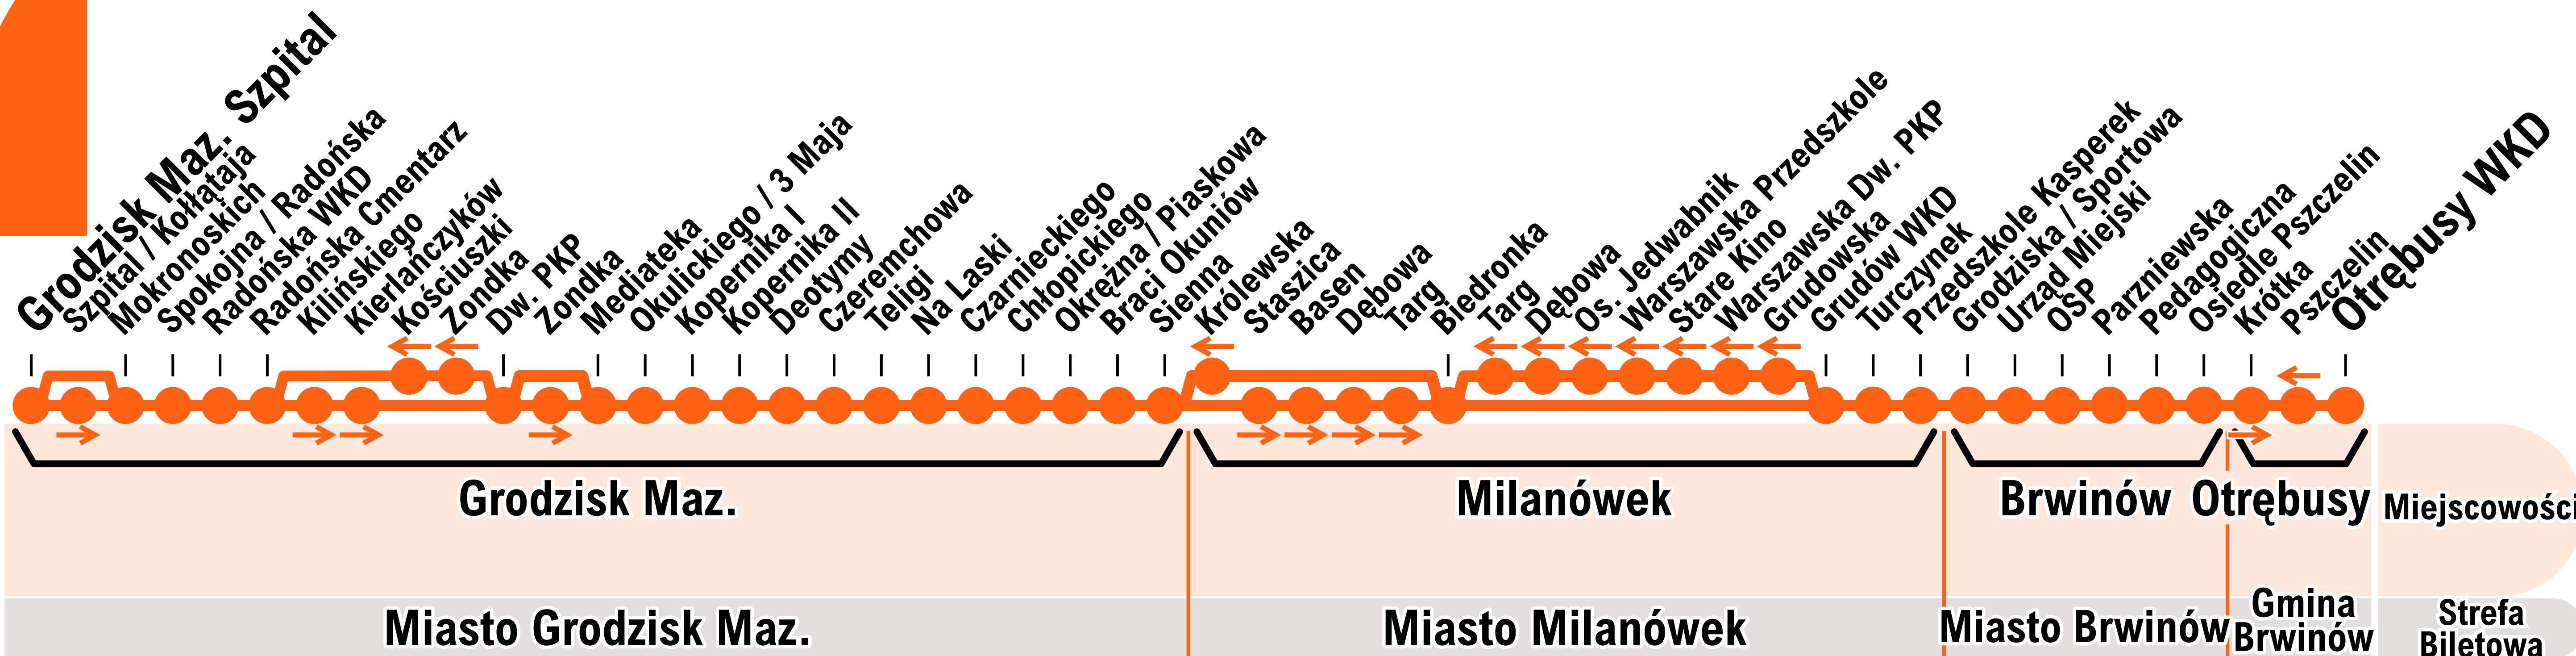 Grodzisk Maz. Szpital
Szpital / Kołłątaja
Mokronoskich
Spokojna / Radońska
Radońska WKD
Radońska Cmentarz
Kilińskiego
Kierlańczyków
Kościuszki
Żondka
Dw. PKP
Żondka
Mediateka
Okulickiego / 3 Maja
Kopernika I
Kopernika II
Deotymy
Czeremchowa
Teligi
Na Laski
Czarnieckiego
Chłopickiego
Okrężna / Piaskowa
Braci Okuniów
Sienna
Królewska
Staszica
Basen
Dębowa
Targ
Biedronka
Targ
Dębowa
Os. Jedwabnik
Warszawska Przedszkole
Stare Kino
Warszawska Dw. PKP
Grudowska
Grudów WKD
Turczynek
Przedszkole Kasperek
Grodziska / Sportowa
Urząd Miejski
OSP
Parzniewska
Pedagogiczna
Osiedle Pszczelin
Krótka
Pszczelin
Otrębusy WKD
Grodzisk Maz.
Milanówek
Brwinów
Otrębusy
Miejscowości
Miasto Grodzisk Maz.
Miasto Milanówek
Miasto Brwinów
Gmina
Brwinów
Strefa
Biletowa